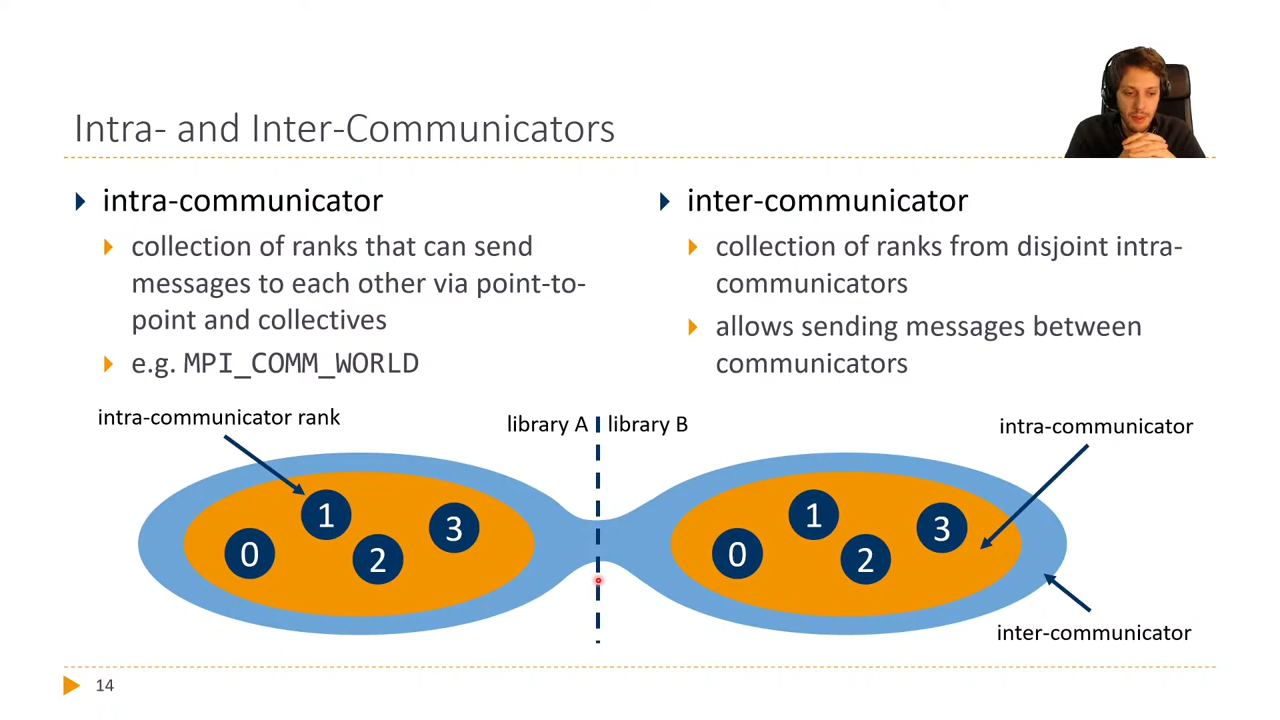 Intra- and Inter-Communicators
intra-communicator
collection of ranks that can send
messages to each other via point-to-
point and collectives
e.g. MPI_COMM_WORLD
inter-communicator
collection of ranks from disjoint intra-
communicators
allows sending messages between
communicators
intra-communicator rank
library A
library B
intra-communicator
0
1
2
3
0
1
2
3
inter-communicator
14